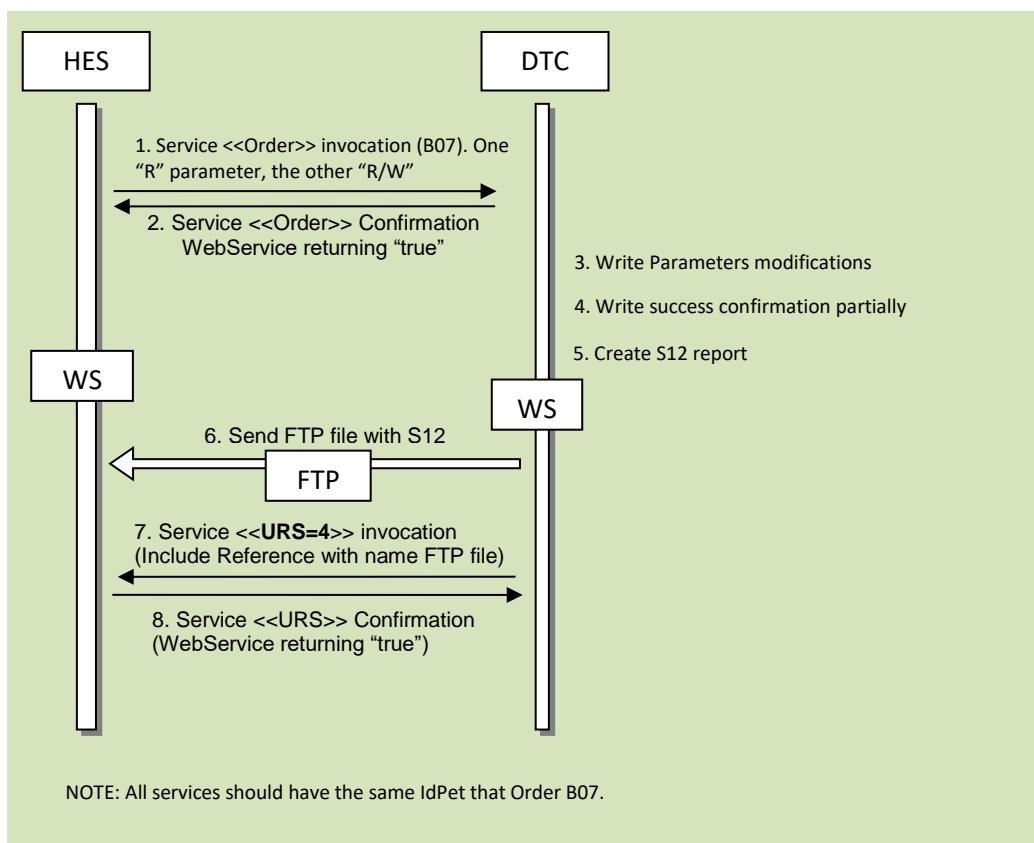 HES
DTC
1. Service <<Order>> invocation (B07). One
“R” parameter, the other “R/W”
2. Service <<Order>> Confirmation
WebService returning “true”
3. Write Parameters modifications
4. Write success confirmation partially
5. Create S12 report
WS
WS
6. Send FTP file with S12
FTP
7. Service <<URS=4>> invocation
(Include Reference with name FTP file)
8. Service <<URS>> Confirmation
(WebService returning “true”)
NOTE: All services should have the same IdPet that Order B07.